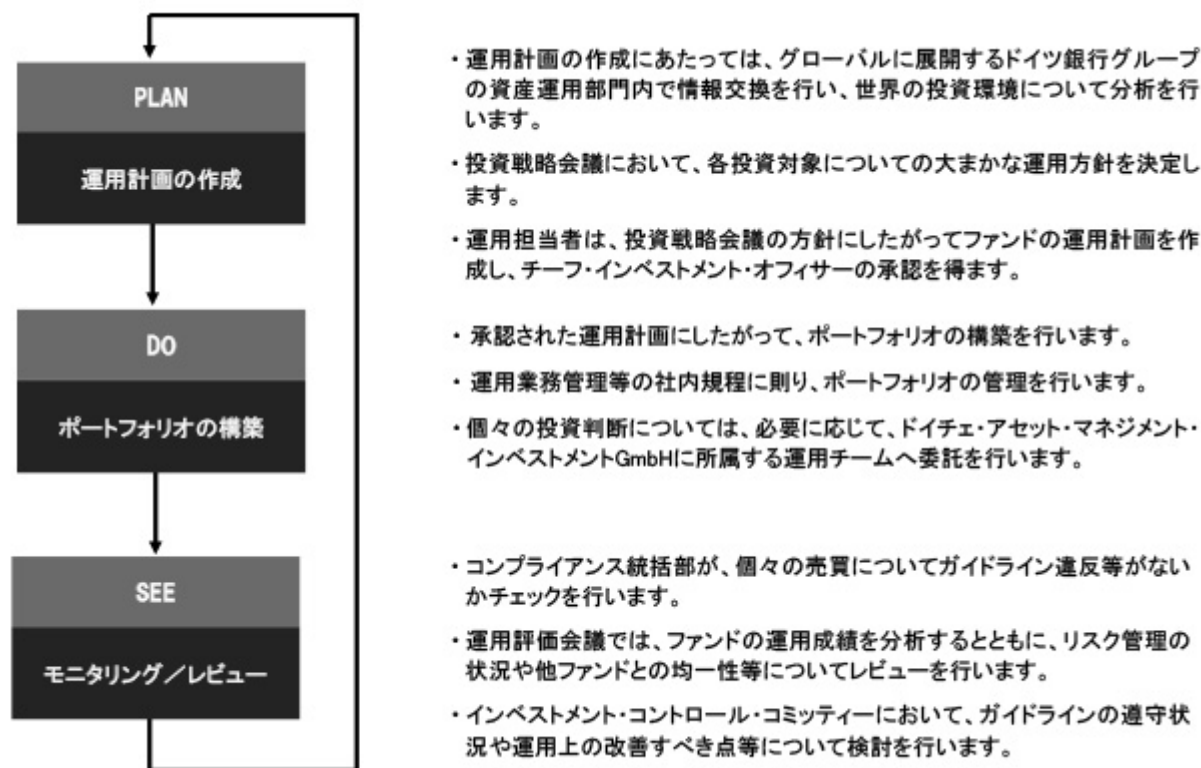 PLAN
運用計画の作成
・運用計画の作成にあたっては、グローバルに展開するドイツ銀行グループ
の資産運用部門内で情報交換を行い、世界の投資環境について分析を行
います。
・投資戦略会議において、各投資対象についての大まかな運用方針を決定し
ます。
・運用担当者は、投資戦略会議の方針にしたがってファンドの運用計画を作
成し、チーフ・インベストメント・オフィサーの承認を得ます。
DO
ポートフォリオの構築
・承認された運用計画にしたがって、ポートフォリオの構築を行います。
・運用業務管理等の社内規程に則り、ポートフォリオの管理を行います。
・個々の投資判断については、必要に応じて、ドイチェ・アセット・マネジメント・
インベストメントGmbHに所属する運用チームへ委託を行います。
SEE
モニタリング／レビュー
・コンプライアンス統括部が、個々の売買についてガイドライン違反等がない
かチェックを行います。
・運用評価会議では、ファンドの運用成績を分析するとともに、リスク管理の
状況や他ファンドとの均一性等についてレビューを行います。
・インベストメント・コントロール・コミッティーにおいて、ガイドラインの遵守状
況や運用上の改善すべき点等について検討を行います。